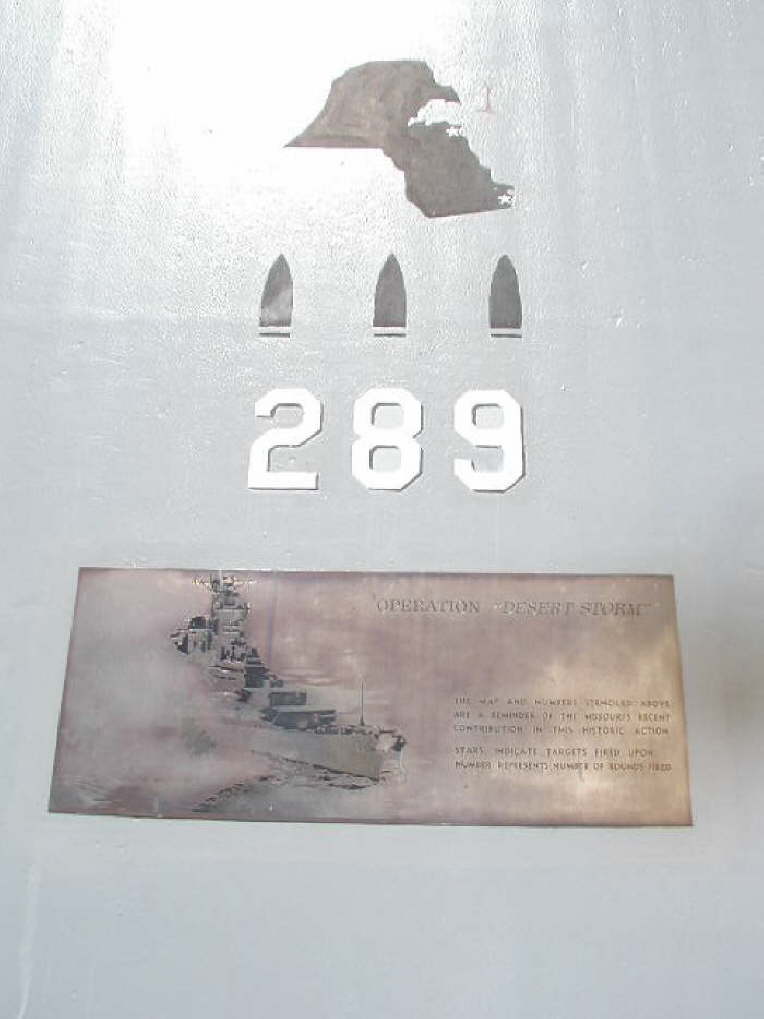 1
289
OPERATION "DESERT STORM"
THE MAP AND NUMBERS STENCILED ABOVE
ARE A REMINDER OF THE MISSOURI'S RECENT
CONTRIBUTION IN THIS HISTORIC ACTION.
STARS INDICATE TARGETS FIRED UPON.
NUMBER REPRESENTS NUMBER OF ROUNDS FIRED.